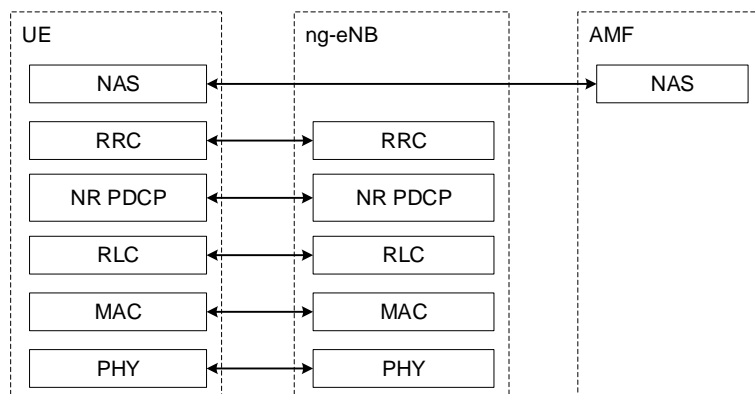 UE
ng-eNB
AMF
NAS
NAS
RRC
RRC
NR PDCP
NR PDCP
RLC
RLC
MAC
MAC
PHY
PHY